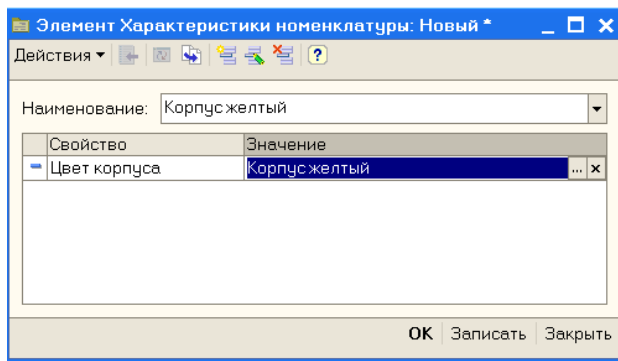 Элемент Характеристики номенклатуры: Новый *
Действия
Наименование: Корпус желтый
Свойство Значение
Цвет корпуса Корпус желтый ... x
OK Записать Закрыть